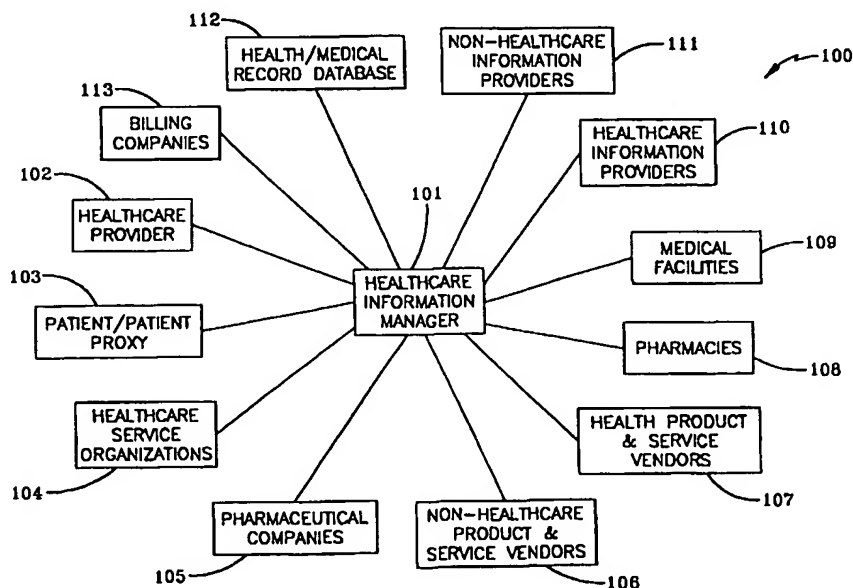 112
HEALTH/MEDICAL
RECORD DATABASE
NON-HEALTHCARE
INFORMATION
PROVIDERS
111
100
113
BILLING
COMPANIES
HEALTHCARE
INFORMATION
PROVIDERS
110
102
HEALTHCARE
PROVIDER
101
HEALTHCARE
INFORMATION
MANAGER
MEDICAL
FACILITIES
109
103
PATIENT/PATIENT
PROXY
PHARMACIES
108
HEALTHCARE
SERVICE
ORGANIZATIONS
104
HEALTH PRODUCT
& SERVICE
VENDORS
107
PHARMACEUTICAL
COMPANIES
105
NON-HEALTHCARE
PRODUCT &
SERVICE VENDORS
106